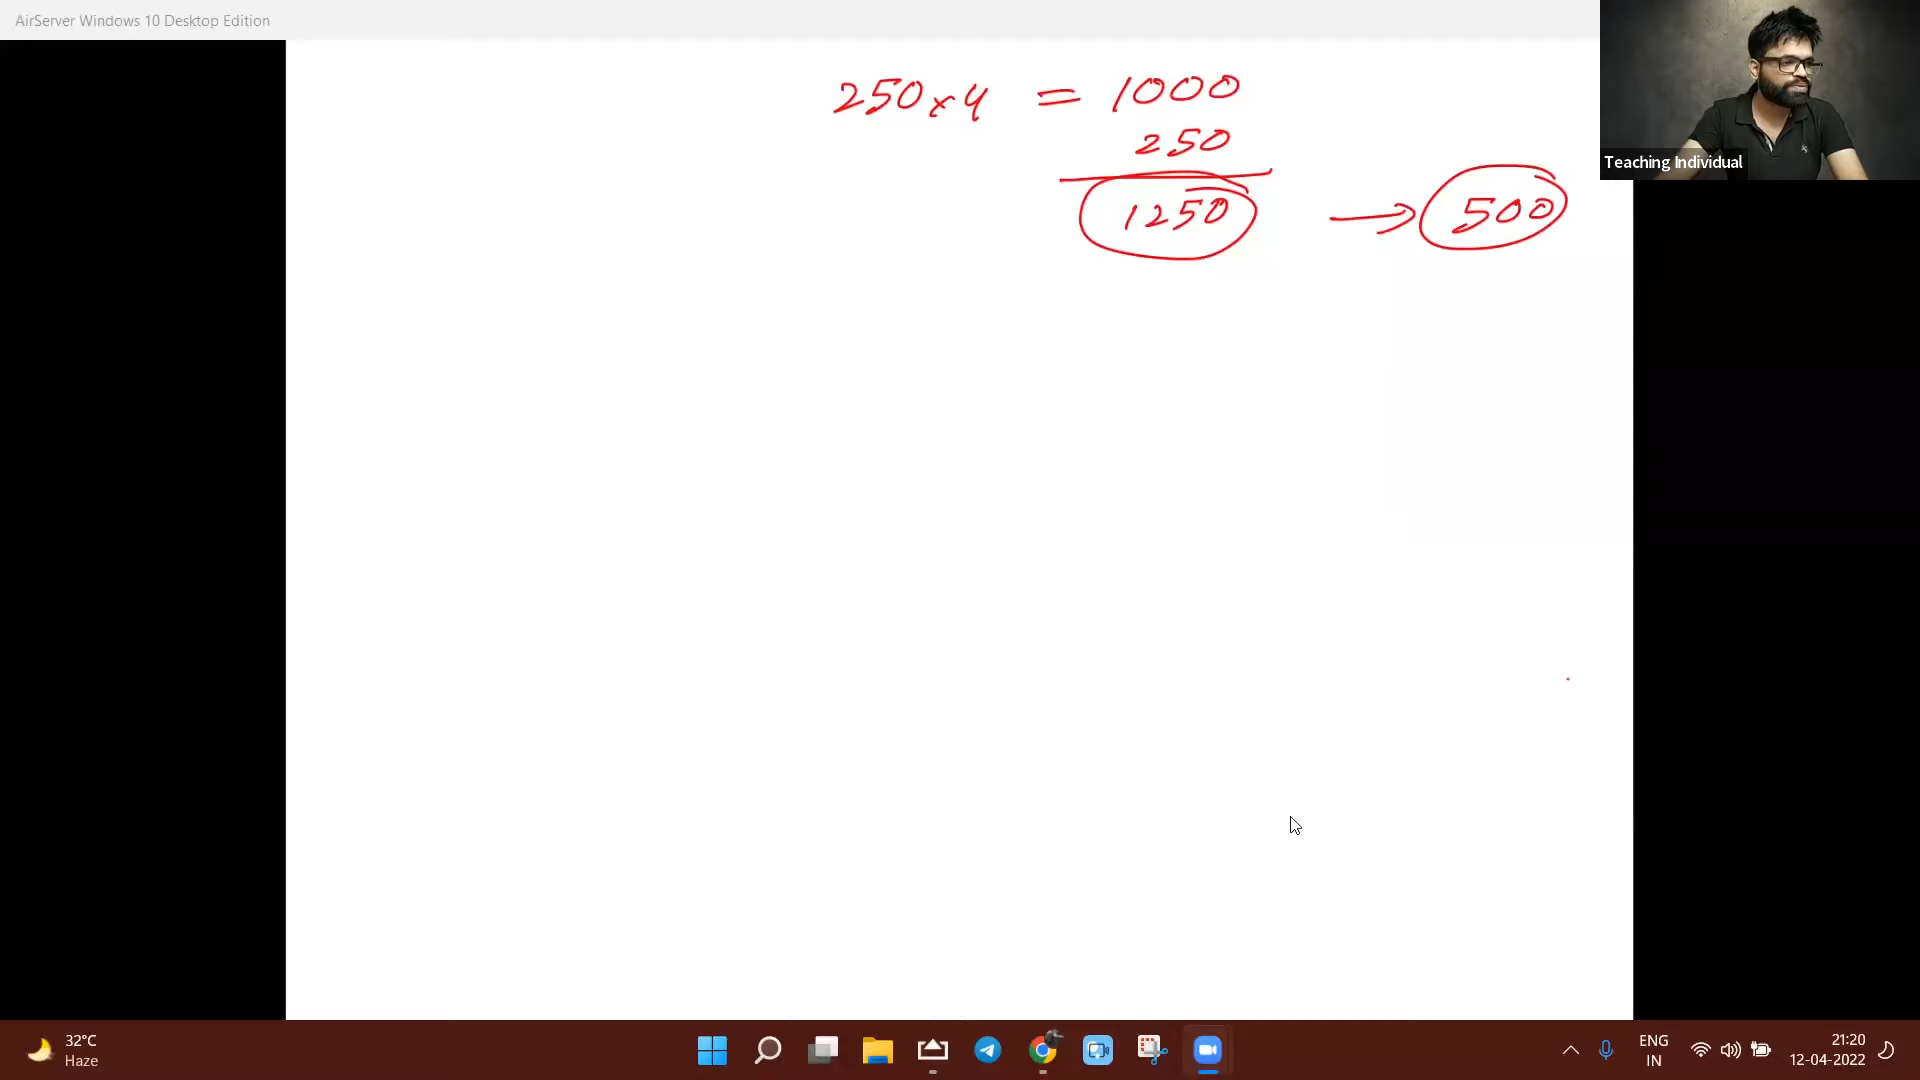 AirServer Windows 10 Desktop Edition
250 x 4 = 1000
250
1250 → 500
Teaching Individual
32°C
Haze
ENG
IN
21:20
12-04-2022